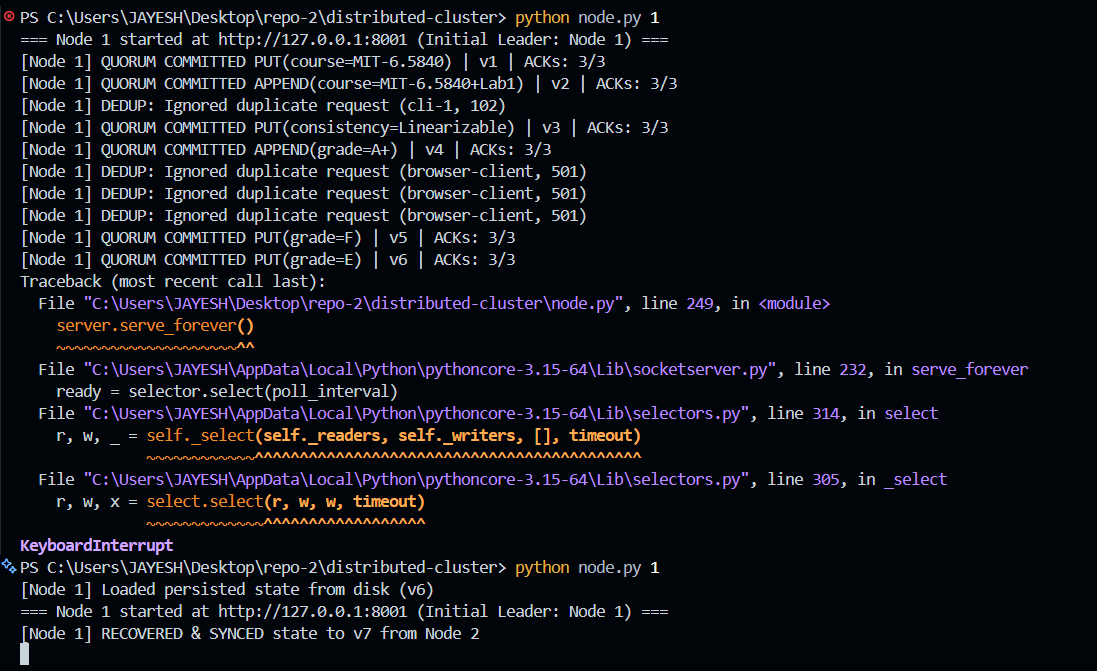 PS C:\Users\JAYESH\Desktop\repo-2\distributed-cluster> python node.py 1
=== Node 1 started at http://127.0.0.1:8001 (Initial Leader: Node 1) ===
[Node 1] QUORUM COMMITTED PUT(course=MIT-6.5840) | v1 | ACKs: 3/3
[Node 1] QUORUM COMMITTED APPEND(course=MIT-6.5840+Lab1) | v2 | ACKs: 3/3
[Node 1] DEDUP: Ignored duplicate request (cli-1, 102)
[Node 1] QUORUM COMMITTED PUT(consistency=Linearizable) | v3 | ACKs: 3/3
[Node 1] QUORUM COMMITTED APPEND(grade=A+) | v4 | ACKs: 3/3
[Node 1] DEDUP: Ignored duplicate request (browser-client, 501)
[Node 1] DEDUP: Ignored duplicate request (browser-client, 501)
[Node 1] DEDUP: Ignored duplicate request (browser-client, 501)
[Node 1] QUORUM COMMITTED PUT(grade=F) | v5 | ACKs: 3/3
[Node 1] QUORUM COMMITTED PUT(grade=E) | v6 | ACKs: 3/3
Traceback (most recent call last):
  File "C:\Users\JAYESH\Desktop\repo-2\distributed-cluster\node.py", line 249, in <module>
    server.serve_forever()
    ~~~~~~~~~~~~~~~~~~~~^^
  File "C:\Users\JAYESH\AppData\Local\Python\pythoncore-3.15-64\Lib\socketserver.py", line 232, in serve_forever
    ready = selector.select(poll_interval)
  File "C:\Users\JAYESH\AppData\Local\Python\pythoncore-3.15-64\Lib\selectors.py", line 314, in select
    r, w, _ = self._select(self._readers, self._writers, [], timeout)
              ~~~~~~~~~~~~^^^^^^^^^^^^^^^^^^^^^^^^^^^^^^^^^^^^^^^^^^^
  File "C:\Users\JAYESH\AppData\Local\Python\pythoncore-3.15-64\Lib\selectors.py", line 305, in _select
    r, w, x = select.select(r, w, w, timeout)
              ~~~~~~~~~~~~~^^^^^^^^^^^^^^^^^^
KeyboardInterrupt
PS C:\Users\JAYESH\Desktop\repo-2\distributed-cluster> python node.py 1
[Node 1] Loaded persisted state from disk (v6)
=== Node 1 started at http://127.0.0.1:8001 (Initial Leader: Node 1) ===
[Node 1] RECOVERED & SYNCED state to v7 from Node 2